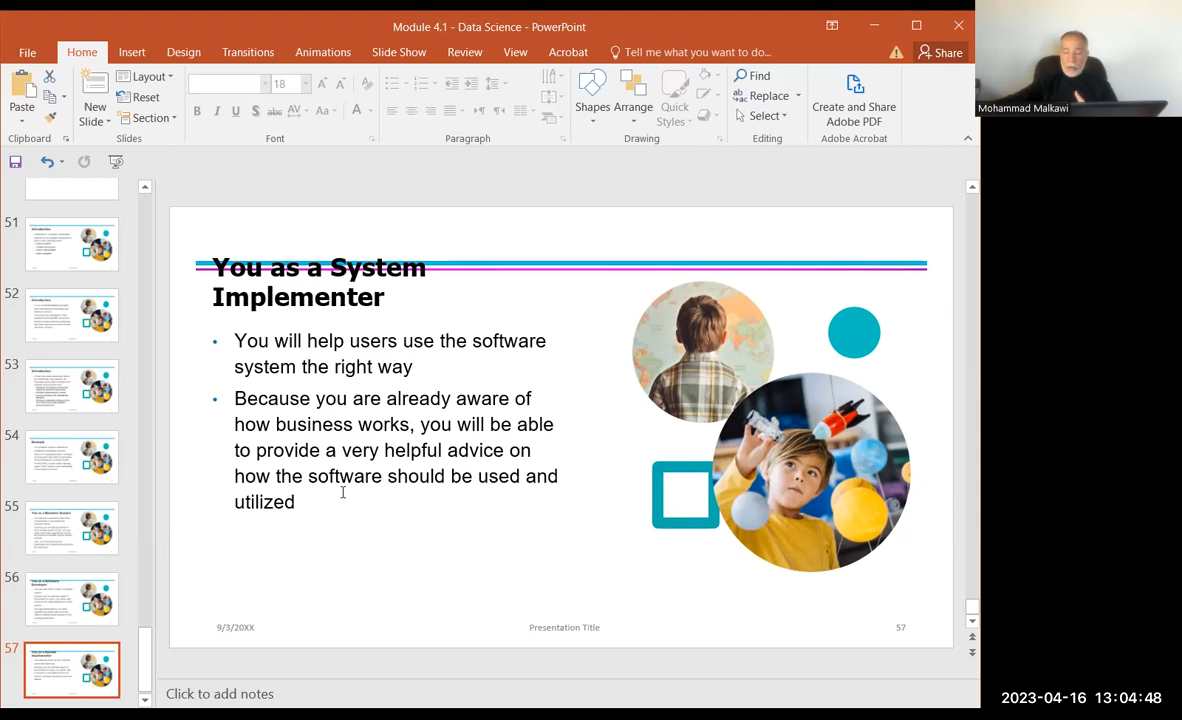 Module 4.1 - Data Science - PowerPoint
File Home Insert Design Transitions Animations Slide Show Review View Acrobat Tell me what you want to do... Share
Paste
Clipboard
New
Slide
Layout
Reset
Section
Slides
18
B I U S abc AV Aa A
Font
Paragraph
Shapes
Arrange
Quick
Styles
Drawing
Find
Replace
Select
Editing
Create and Share
Adobe PDF
Adobe Acrobat
Mohammad Malkawi
51
52
53
54
55
56
57
You as a System
Implementer
• You will help users use the software
system the right way
• Because you are already aware of
how business works, you will be able
to provide a very helpful advice on
how the software should be used and
utilized
9/3/20XX Presentation Title 57
Click to add notes
2023-04-16 13:04:48